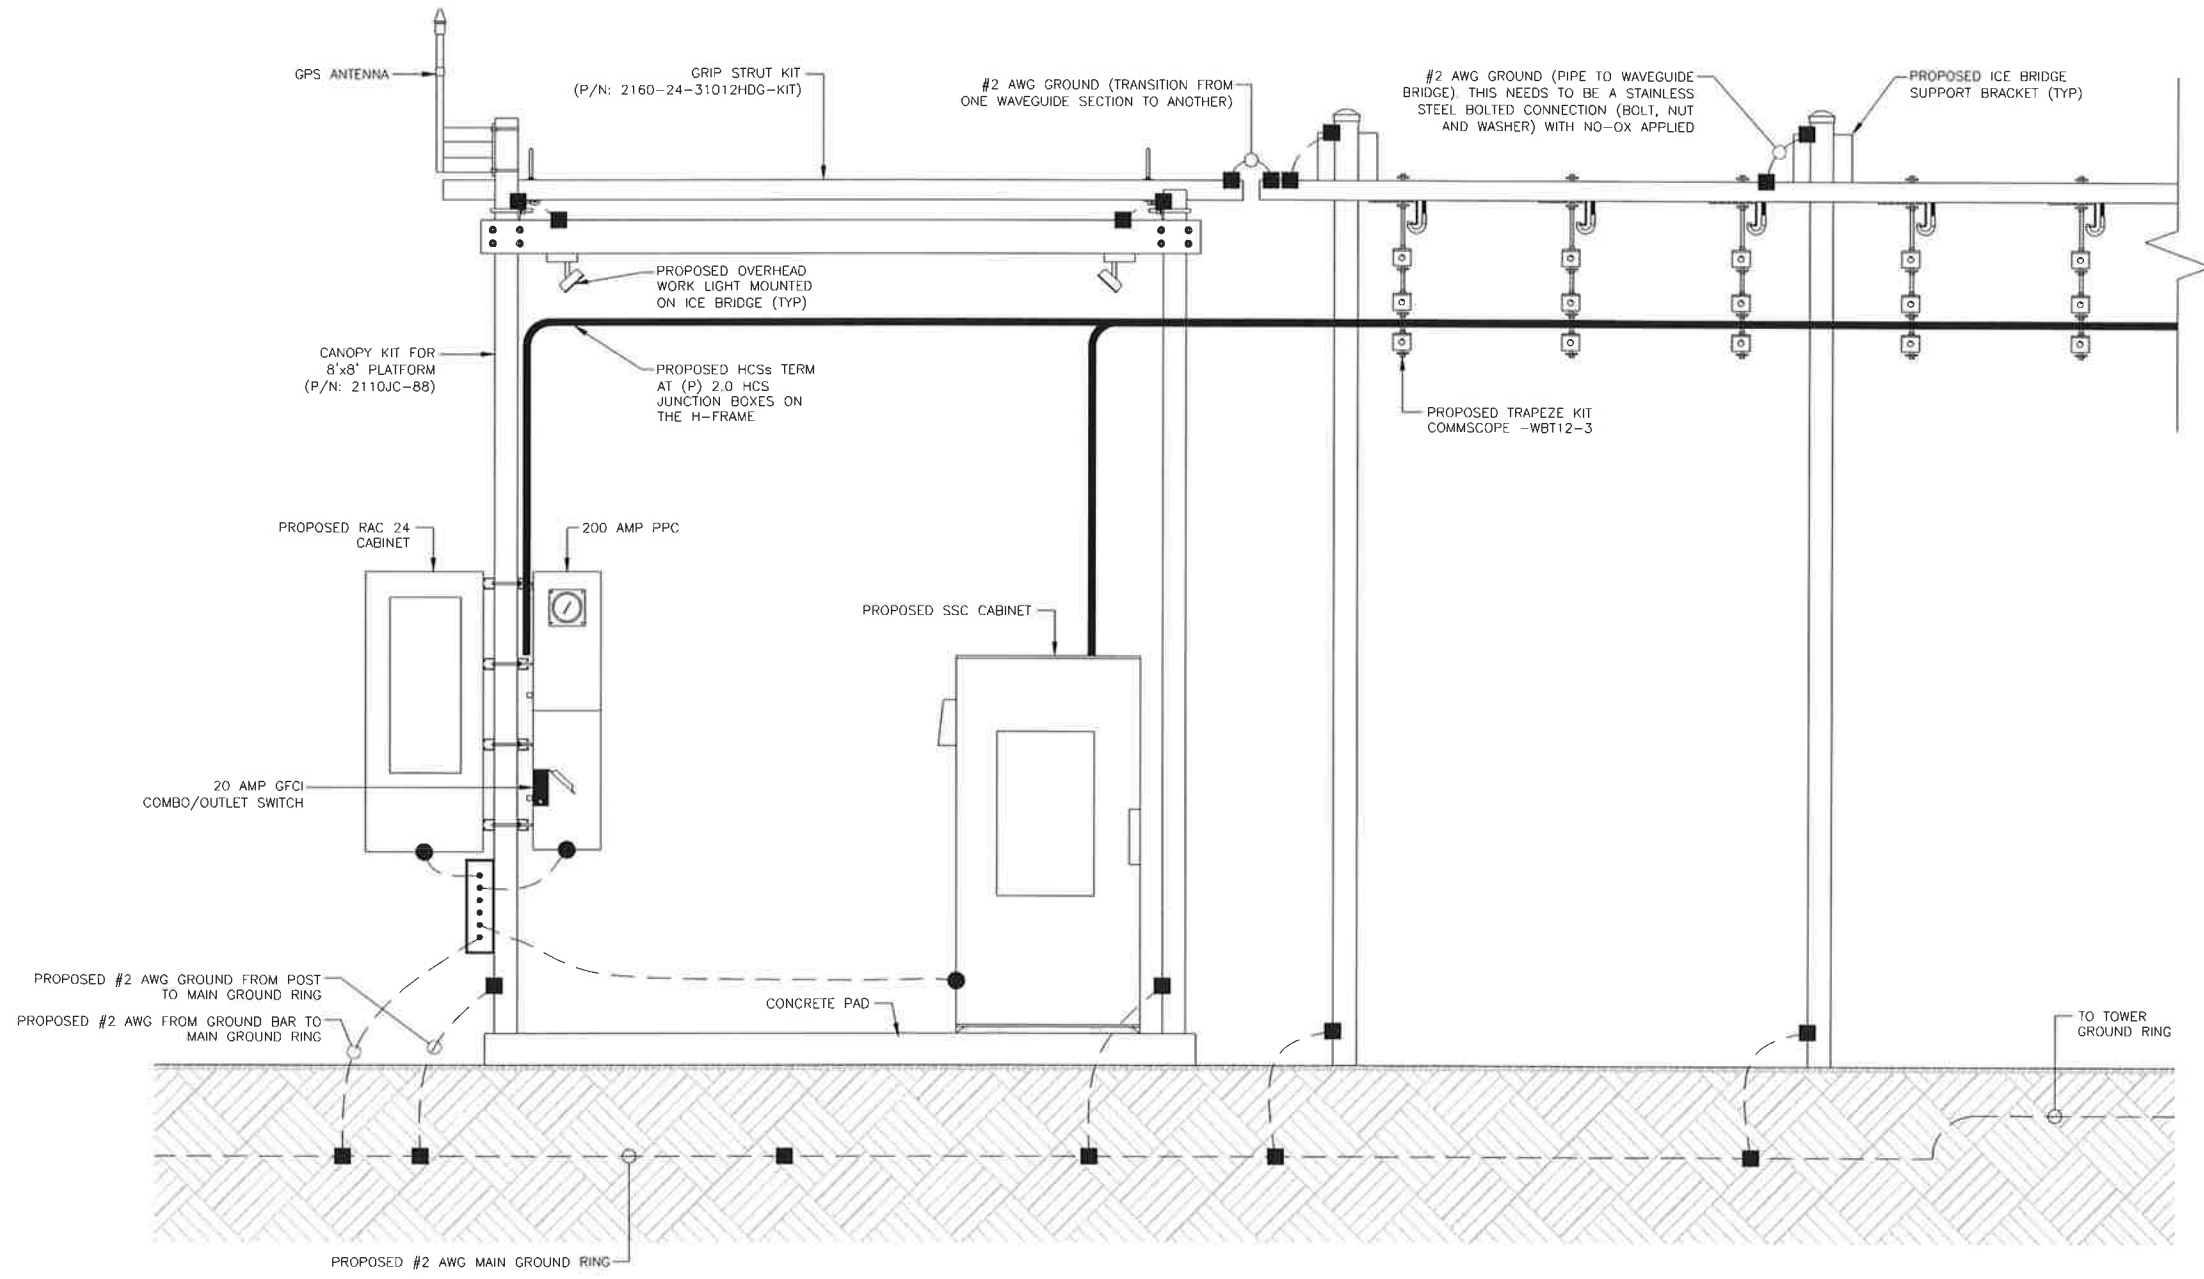 GPS ANTENNA
GRIP STRUT KIT
(P/N: 2160-24-31012HDG-KIT)
#2 AWG GROUND (TRANSITION FROM
ONE WAVEGUIDE SECTION TO ANOTHER)
#2 AWG GROUND (PIPE TO WAVEGUIDE
BRIDGE). THIS NEEDS TO BE A STAINLESS
STEEL BOLTED CONNECTION (BOLT, NUT
AND WASHER) WITH NO-OX APPLIED
PROPOSED ICE BRIDGE
SUPPORT BRACKET (TYP)
PROPOSED OVERHEAD
WORK LIGHT MOUNTED
ON ICE BRIDGE (TYP)
CANOPY KIT FOR
8'x8' PLATFORM
(P/N: 2110JC-88)
PROPOSED HCSs TERM
AT (P) 2.0 HCS
JUNCTION BOXES ON
THE H-FRAME
PROPOSED TRAPEZE KIT
COMMSCOPE -WBT12-3
PROPOSED RAC 24
CABINET
200 AMP PPC
PROPOSED SSC CABINET
20 AMP GFCI
COMBO/OUTLET SWITCH
PROPOSED #2 AWG GROUND FROM POST
TO MAIN GROUND RING
PROPOSED #2 AWG FROM GROUND BAR TO
MAIN GROUND RING
CONCRETE PAD
TO TOWER
GROUND RING
PROPOSED #2 AWG MAIN GROUND RING